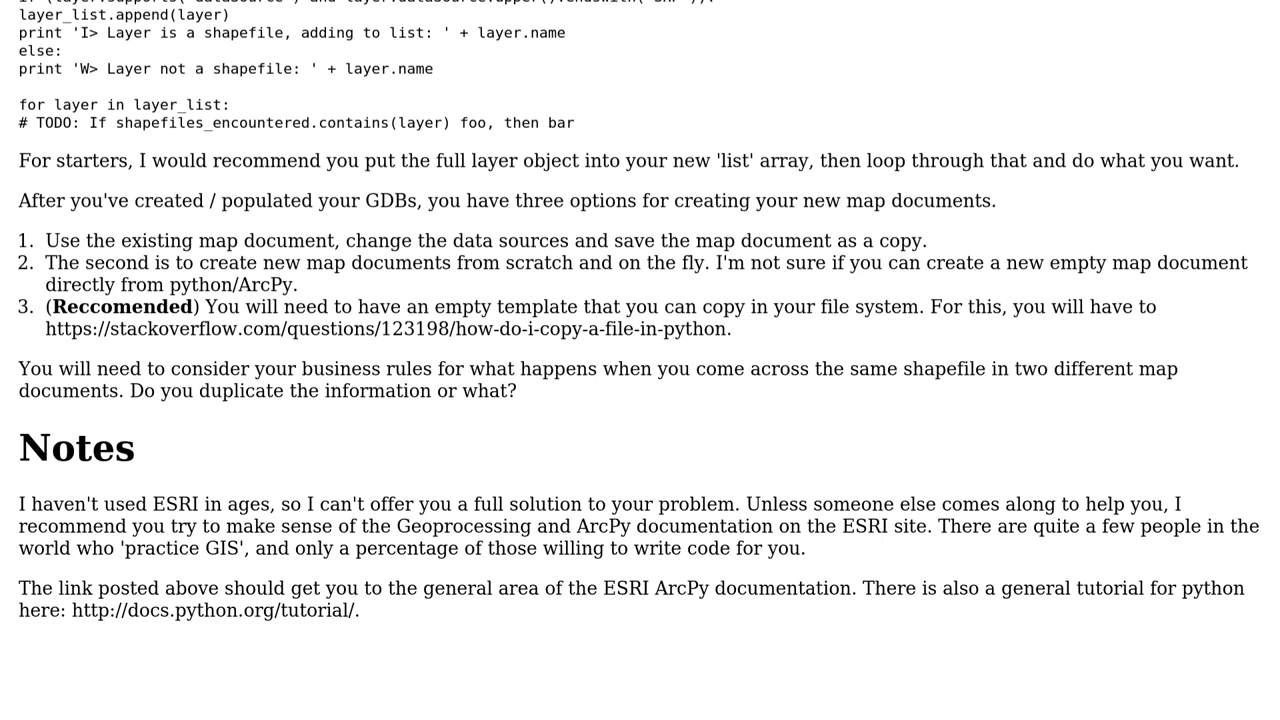 layer_list.append(layer)
print 'I> Layer is a shapefile, adding to list: ' + layer.name
else:
print 'W> Layer not a shapefile: ' + layer.name
for layer in layer_list:
# TODO: If shapefiles_encountered.contains(layer) foo, then bar
For starters, I would recommend you put the full layer object into your new 'list' array, then loop through that and do what you want.
After you've created / populated your GDBs, you have three options for creating your new map documents.
1. Use the existing map document, change the data sources and save the map document as a copy.
2. The second is to create new map documents from scratch and on the fly. I'm not sure if you can create a new empty map document
directly from python/ArcPy.
3. (Reccomended) You will need to have an empty template that you can copy in your file system. For this, you will have to
https://stackoverflow.com/questions/123198/how-do-i-copy-a-file-in-python.
You will need to consider your business rules for what happens when you come across the same shapefile in two different map
documents. Do you duplicate the information or what?
Notes
I haven't used ESRI in ages, so I can't offer you a full solution to your problem. Unless someone else comes along to help you, I
recommend you try to make sense of the Geoprocessing and ArcPy documentation on the ESRI site. There are quite a few people in the
world who 'practice GIS', and only a percentage of those willing to write code for you.
The link posted above should get you to the general area of the ESRI ArcPy documentation. There is also a general tutorial for python
here: http://docs.python.org/tutorial/.